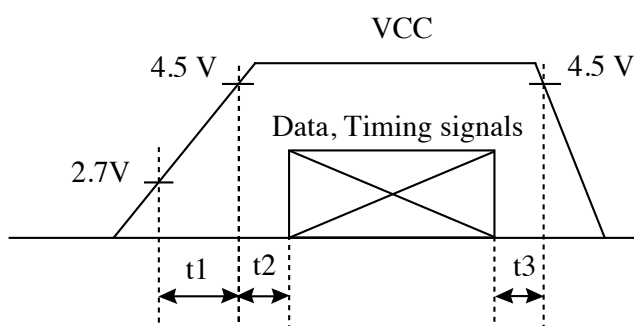 VCC
4.5 V
4.5 V
Data, Timing signals
2.7V
t1
t2
t3